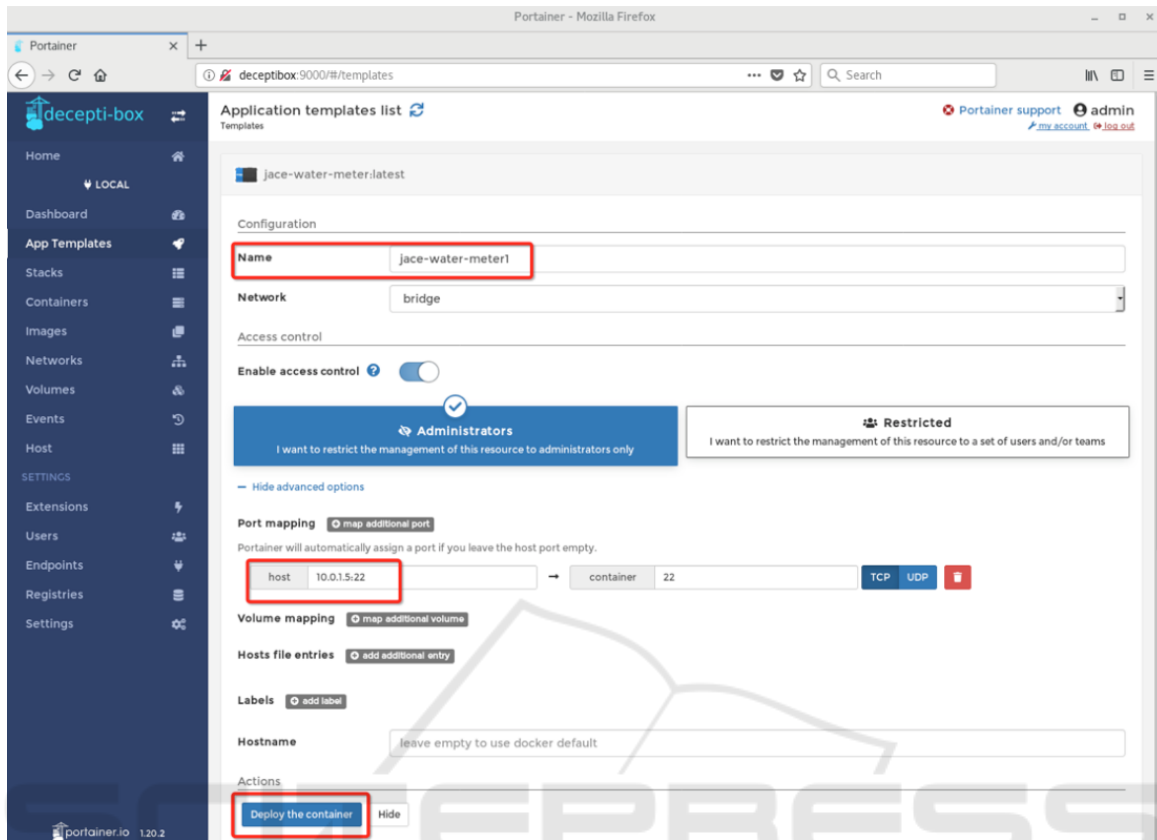 Portainer - Mozilla Firefox
Portainer
deceptibox:9000/#/templates
Search
decepti-box
Home
LOCAL
Dashboard
App Templates
Stacks
Containers
Images
Networks
Volumes
Events
Host
SETTINGS
Extensions
Users
Endpoints
Registries
Settings
portainer.io 1.20.2
Application templates list
Templates
Portainer support admin
my account log out
jace-water-meter:latest
Configuration
Name jace-water-meter1
Network bridge
Access control
Enable access control
Administrators
I want to restrict the management of this resource to administrators only
Restricted
I want to restrict the management of this resource to a set of users and/or teams
Hide advanced options
Port mapping map additional port
Portainer will automatically assign a port if you leave the host port empty.
host 10.0.1.5:22 → container 22 TCP UDP
Volume mapping map additional volume
Hosts file entries add additional entry
Labels add label
Hostname leave empty to use docker default
Actions
Deploy the container Hide
SCITEPRESS